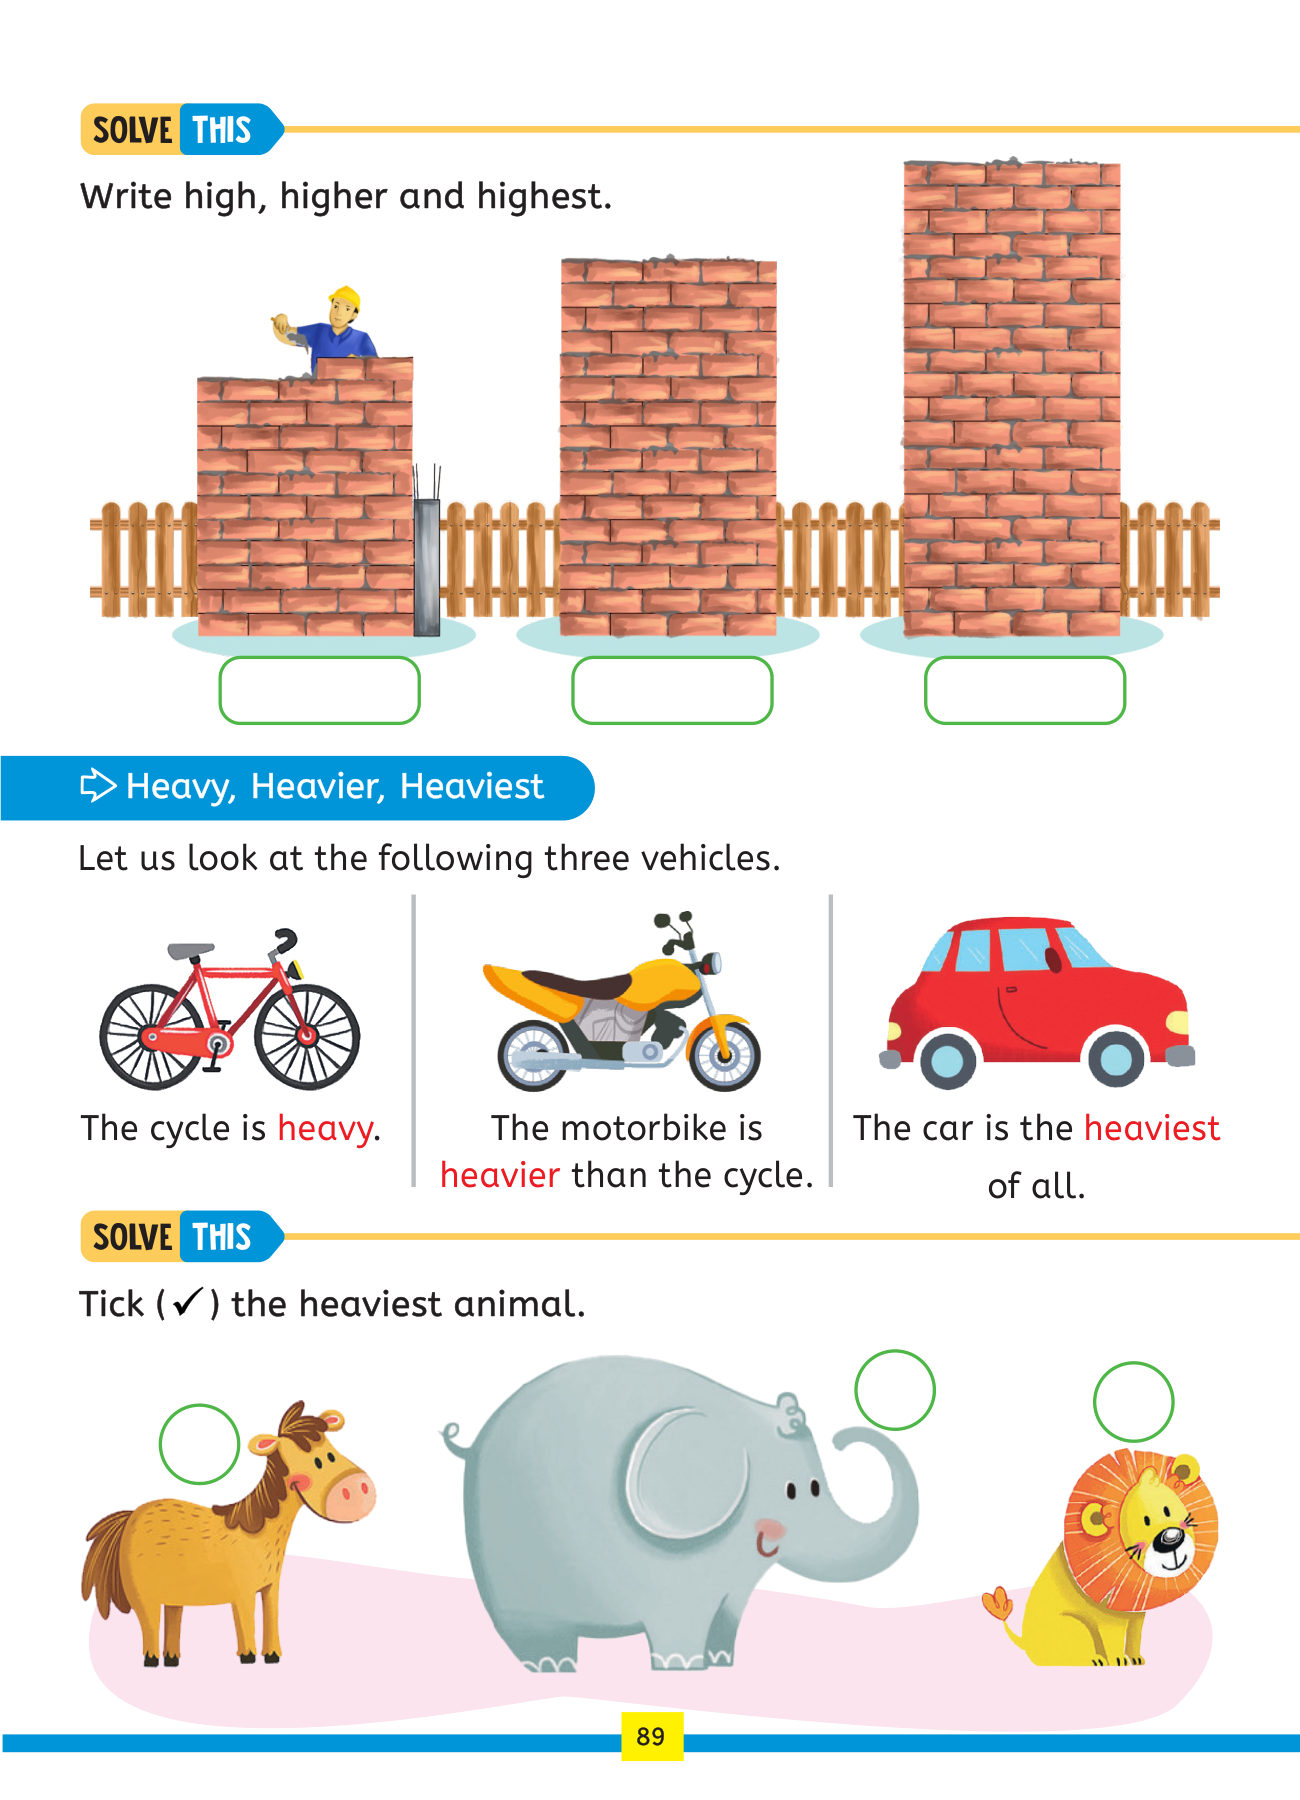 SOLVE THIS
Write high, higher and highest.
Heavy, Heavier, Heaviest
Let us look at the following three vehicles.
The cycle is heavy.
The motorbike is
heavier than the cycle.
The car is the heaviest
of all.
SOLVE THIS
Tick (✓) the heaviest animal.
89